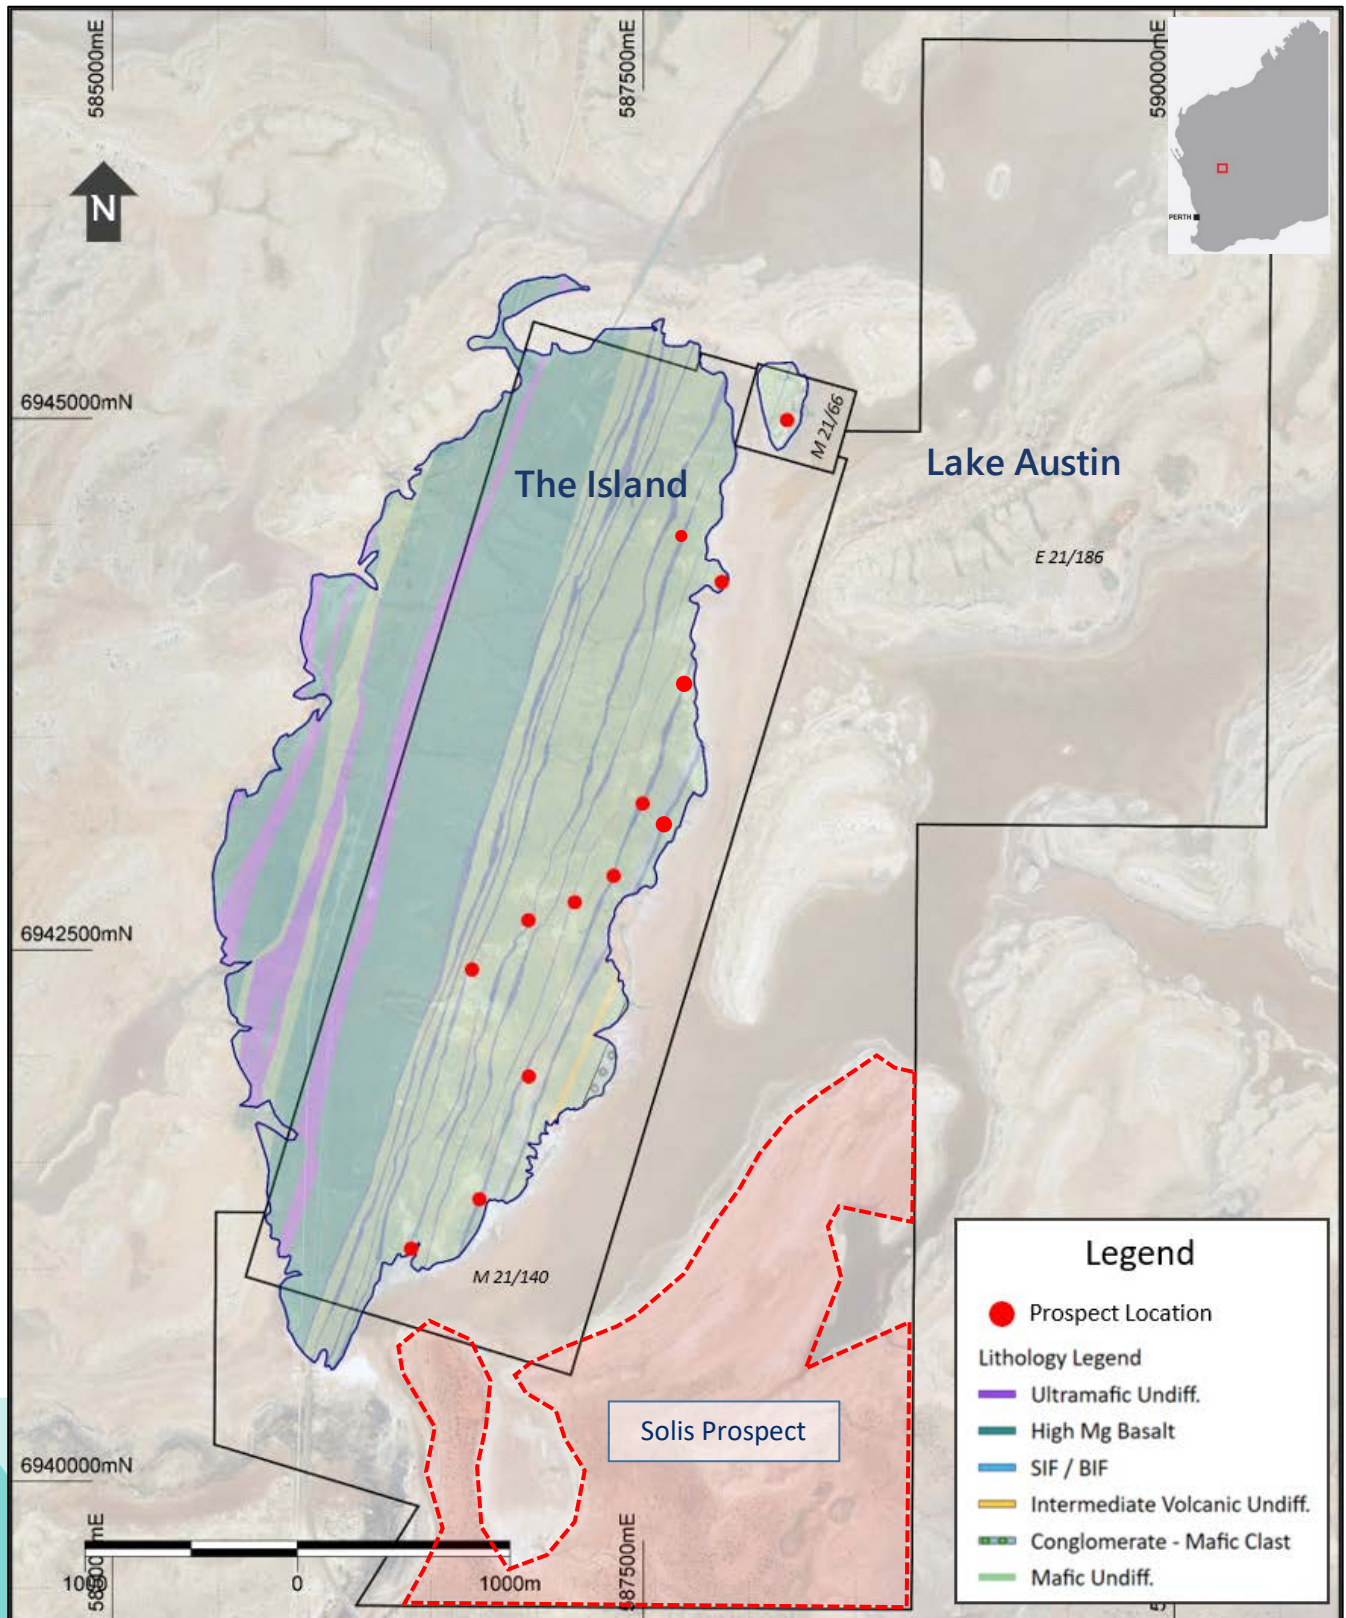 585000mE
587500mE
590000mE
PERTH
N
6945000mN
M 21/66
The Island
Lake Austin
E 21/186
6942500mN
M 21/140
Solis Prospect
6940000mN
587500mE
0
1000m
Legend
Prospect Location
Lithology Legend
Ultramafic Undiff.
High Mg Basalt
SIF / BIF
Intermediate Volcanic Undiff.
Conglomerate - Mafic Clast
Mafic Undiff.